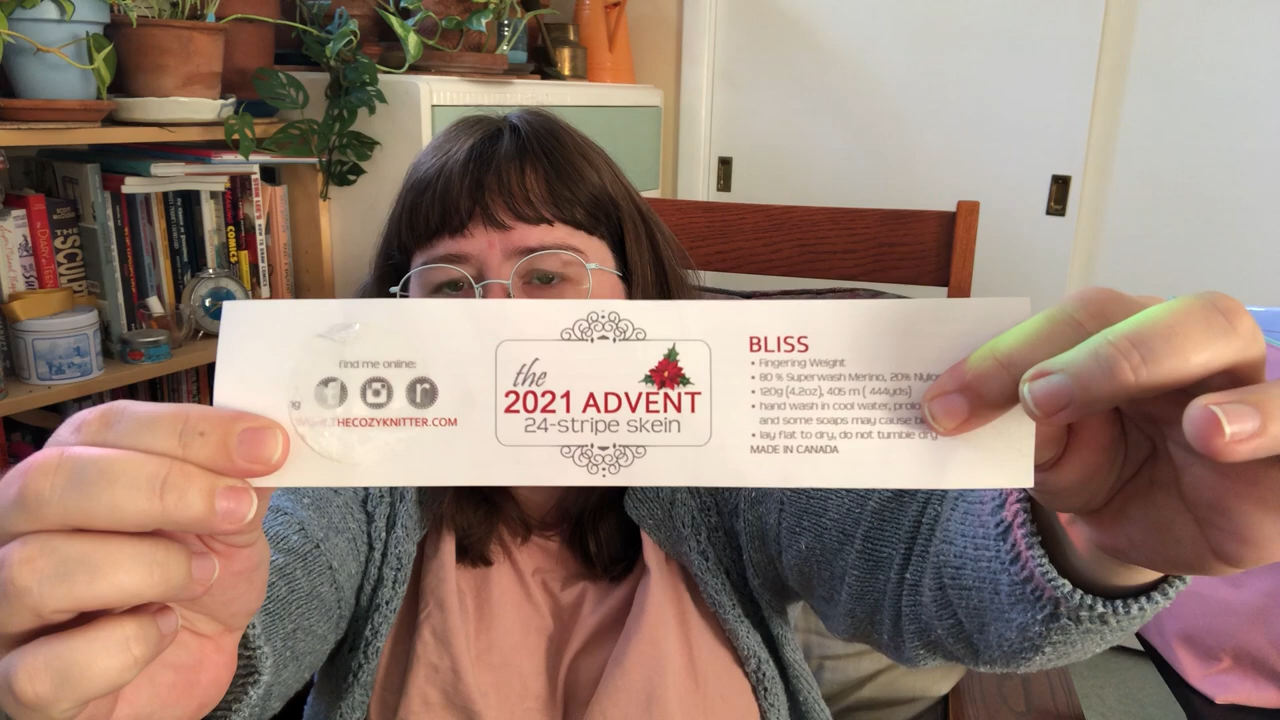 find me online:
f
r
THECOZYKNITTER.COM
the
2021 ADVENT
24-stripe skein
BLISS
• Fingering Weight
• 80 % Superwash Merino, 20%
• 120g (4.2oz), 405 m ( 444yds)
• hand wash in cool water,
and some soaps may cause
• lay flat to dry, do not tumble dry
MADE IN CANADA
THE
COMICS